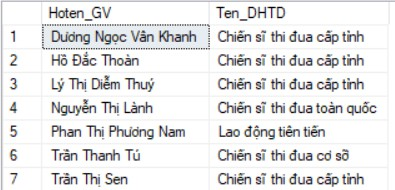 Hoten_GV Ten_DHTD
1 Dương Ngọc Vân Khanh Chiến sĩ thi đua cấp tỉnh
2 Hồ Đắc Thoàn Chiến sĩ thi đua cấp tỉnh
3 Lý Thị Diễm Thuý Chiến sĩ thi đua cấp tỉnh
4 Nguyễn Thị Lành Chiến sĩ thi đua toàn quốc
5 Phan Thị Phương Nam Lao động tiên tiến
6 Trần Thanh Tú Chiến sĩ thi đua cơ sỡ
7 Trần Thị Sen Chiến sĩ thi đua cấp tỉnh